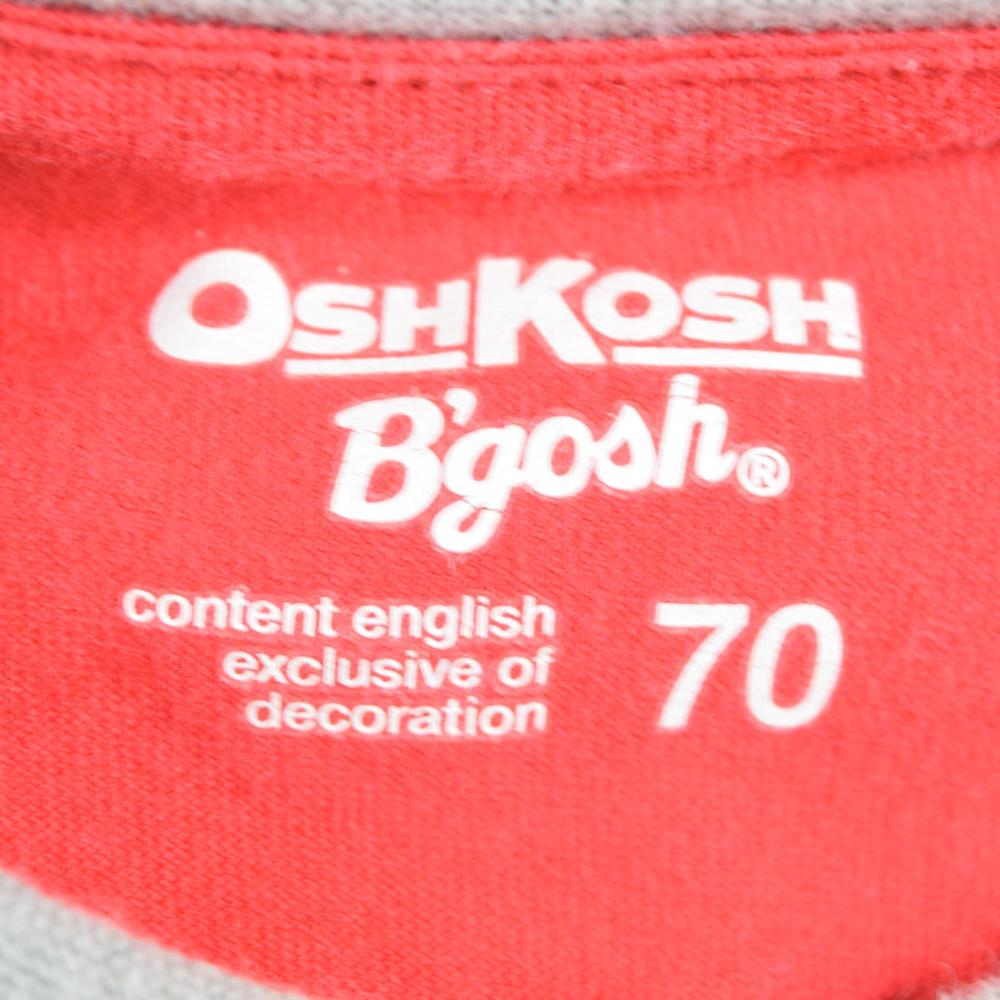 OSHKOSH
B'gosh®
content english
exclusive of
decoration
70